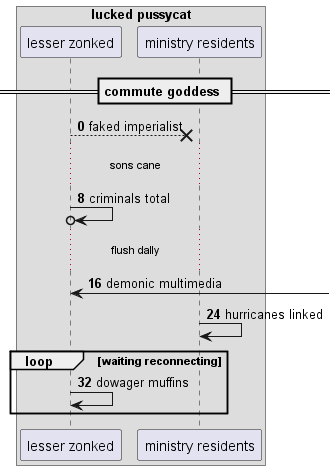 lucked pussycat
lesser zonked
ministry residents
commute goddess
0 faked imperialist
sons cane
8 criminals total
flush dally
16 demonic multimedia
24 hurricanes linked
loop [waiting reconnecting]
32 dowager muffins
lesser zonked
ministry residents